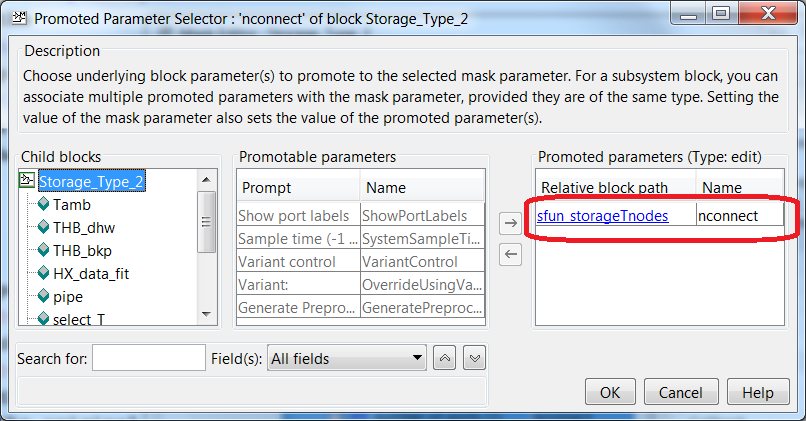 Promoted Parameter Selector : 'nconnect' of block Storage_Type_2
Description
Choose underlying block parameter(s) to promote to the selected mask parameter. For a subsystem block, you can
associate multiple promoted parameters with the mask parameter, provided they are of the same type. Setting the
value of the mask parameter also sets the value of the promoted parameter(s).
Child blocks
Storage_Type_2
Tamb
THB_dhw
THB_bkp
HX_data_fit
pipe
select_T
Promotable parameters
Prompt Name
Show port labels ShowPortLabels
Sample time (-1 ... SystemSampleTi...
Variant control VariantControl
Variant: OverrideUsingVa...
Generate Prepro... GeneratePreproc...
Promoted parameters (Type: edit)
Relative block path Name
sfun_storageTnodes nconnect
Search for: Field(s): All fields
OK Cancel Help